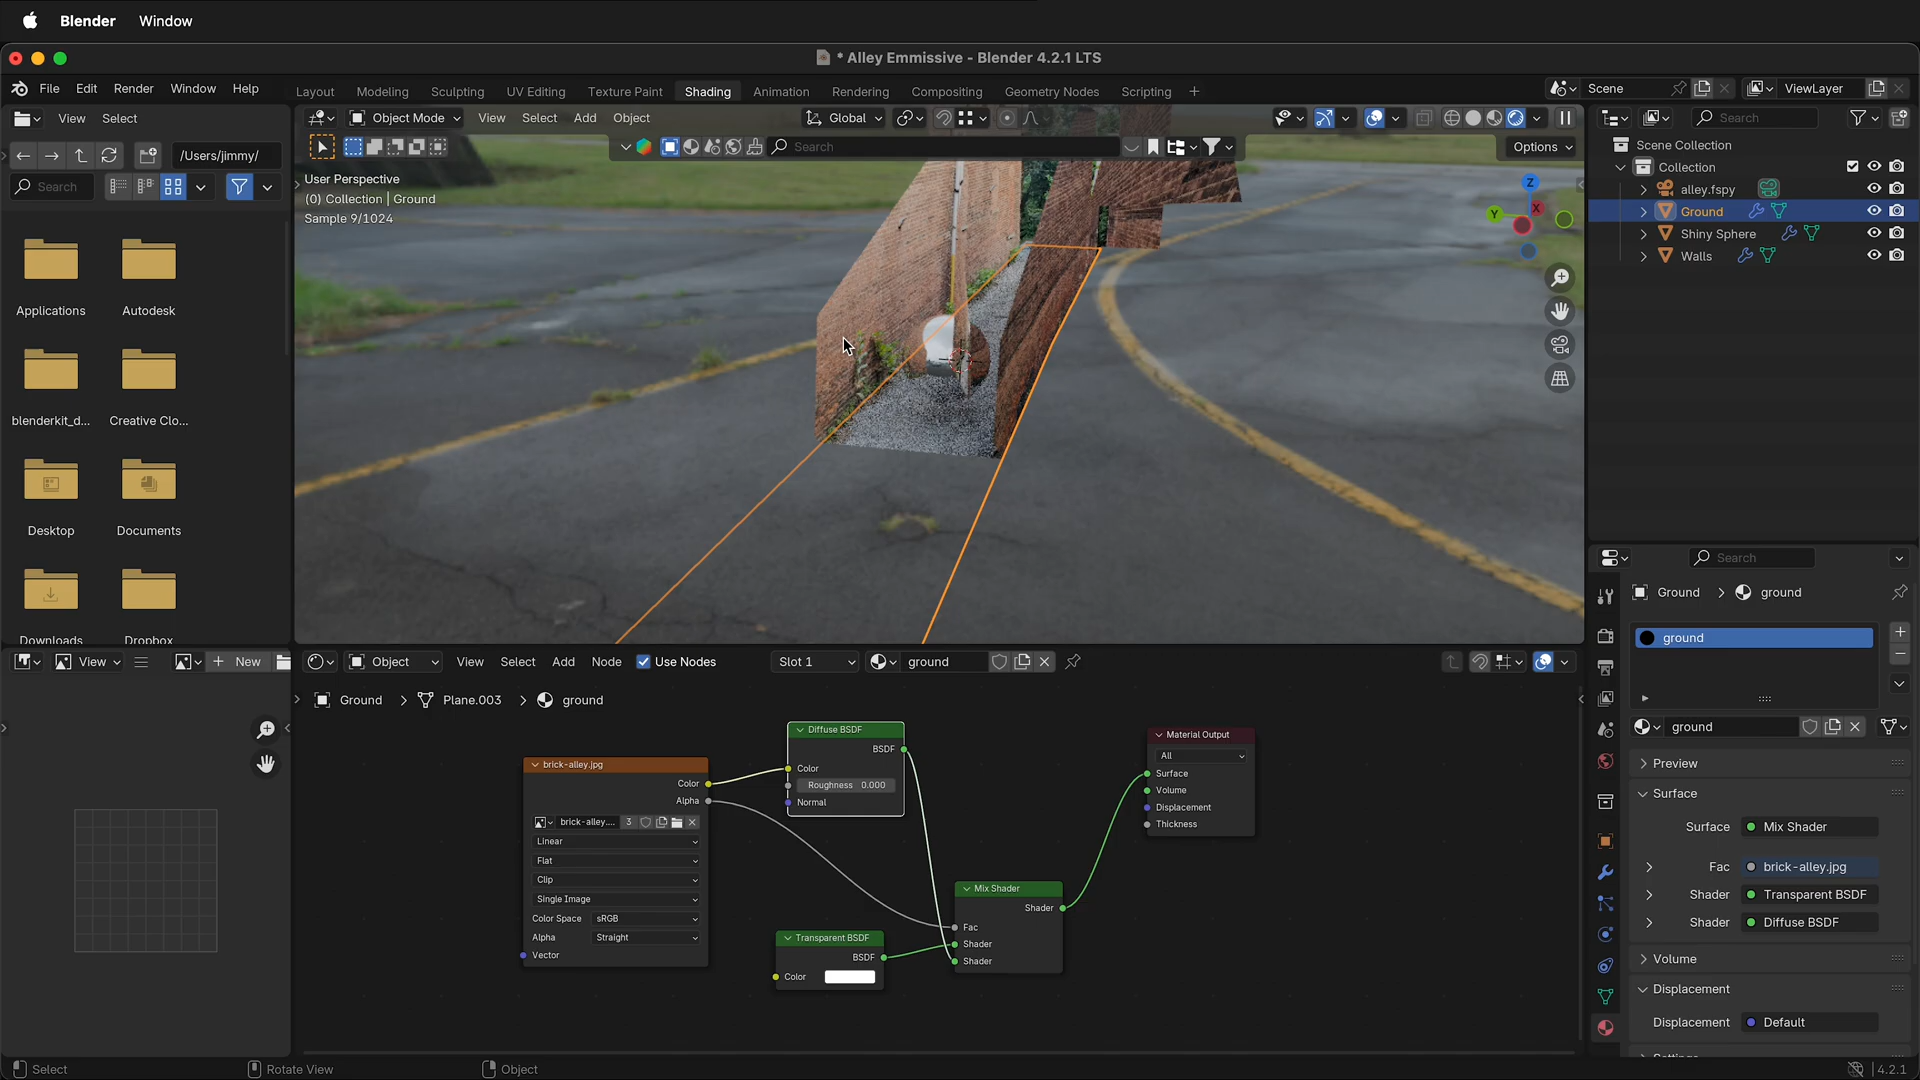 Blender Window
* Alley Emmissive - Blender 4.2.1 LTS
File Edit Render Window Help
Layout Modeling Sculpting UV Editing Texture Paint Shading Animation Rendering Compositing Geometry Nodes Scripting +
Scene ViewLayer
View Select
Object Mode View Select Add Object Global
Search
/Users/jimmy/
Search
Search
Options
User Perspective
(0) Collection | Ground
Sample 9/1024
Z
Y
X
Scene Collection
Collection
alley.fspy
Ground
Shiny Sphere
Walls
Applications Autodesk
blenderkit_d... Creative Clo...
Desktop Documents
Downloads Dropbox
Search
Ground > ground
ground
ground
Preview
Surface
Surface Mix Shader
Fac brick-alley.jpg
Shader Transparent BSDF
Shader Diffuse BSDF
Volume
Displacement
Displacement Default
View New
Object View Select Add Node Use Nodes Slot 1 ground
Ground > Plane.003 > ground
Diffuse BSDF
BSDF
Color
Roughness 0.000
Normal
brick-alley.jpg
Color
Alpha
brick-alley.... 3
Linear
Flat
Clip
Single Image
Color Space sRGB
Alpha Straight
Vector
Transparent BSDF
BSDF
Color
Mix Shader
Shader
Fac
Shader
Shader
Material Output
All
Surface
Volume
Displacement
Thickness
Select Rotate View Object 4.2.1